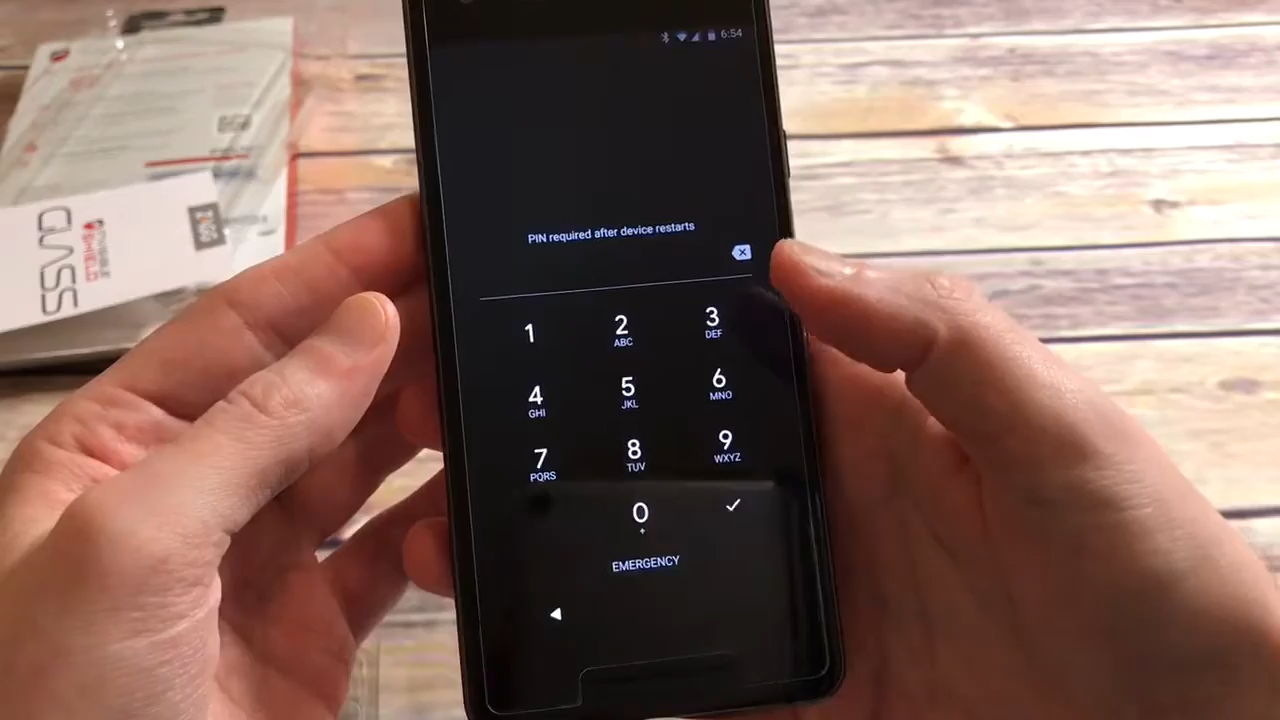 6:54
PIN required after device restarts
1
2
ABC
3
DEF
4
GHI
5
JKL
6
MNO
7
PQRS
8
TUV
9
WXYZ
0
+
EMERGENCY
GLASS